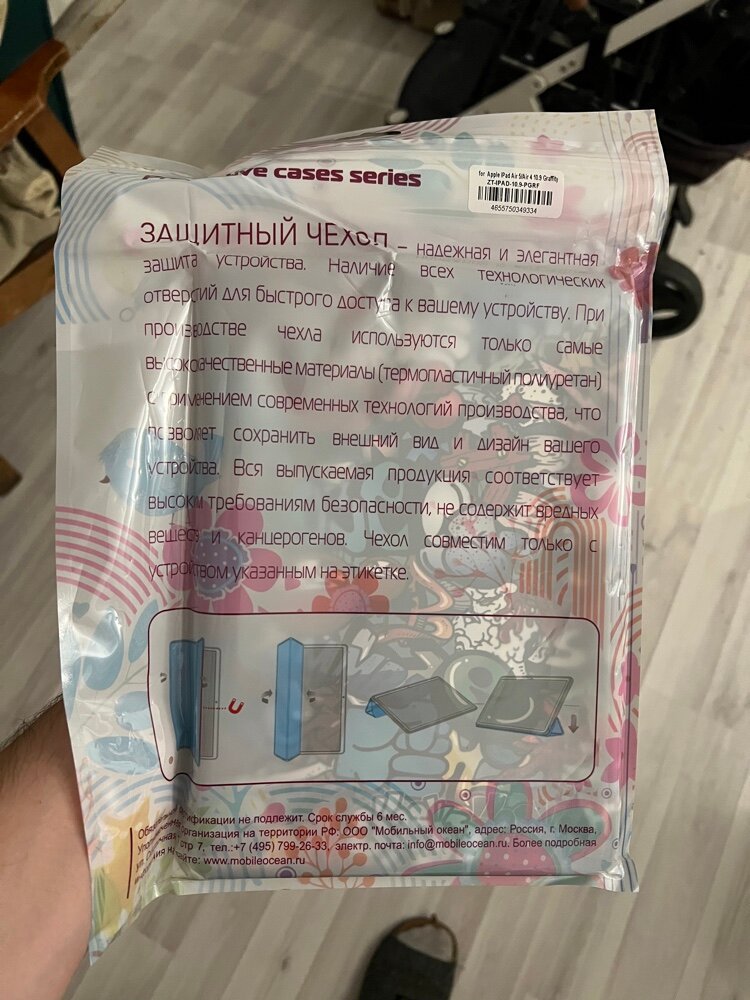 cases series
for Apple iPad Air 5/Air 4 10.9 Graffity
ZT-IPAD-10.9-PGRF
4655750349334
ЗАЩИТНЫЙ ЧЕХОЛ – надежная и элегантная
защита устройства. Наличие всех технологических
отверстий для быстрого доступа к вашему устройству. При
производстве чехла используются только самые
высококачественные материалы (термопластичный полиуретан)
с применением современных технологий производства, что
позволяет сохранить внешний вид и дизайн вашего
устройства. Вся выпускаемая продукция соответствует
высоким требованиям безопасности, не содержит вредных
веществ и канцерогенов. Чехол совместим только с
устройством, указанным на этикетке.
сертификации не подлежит. Срок службы 6 мес.
организация на территории РФ: ООО "Мобильный океан", адрес: Россия, г. Москва,
стр 7, тел.:+7 (495) 799-26-33, электр. почта: info@mobileocean.ru. Более подробная
на сайте: www.mobileocean.ru